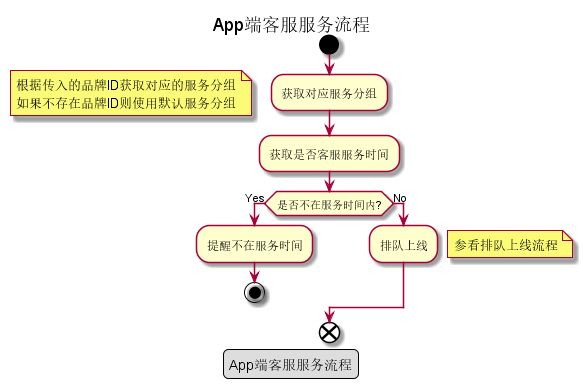 App端客服服务流程
根据传入的品牌ID获取对应的服务分组
如果不存在品牌ID则使用默认服务分组
获取对应服务分组
获取是否客服服务时间
是否不在服务时间内?
Yes
No
提醒不在服务时间
排队上线
参看排队上线流程
App端客服服务流程